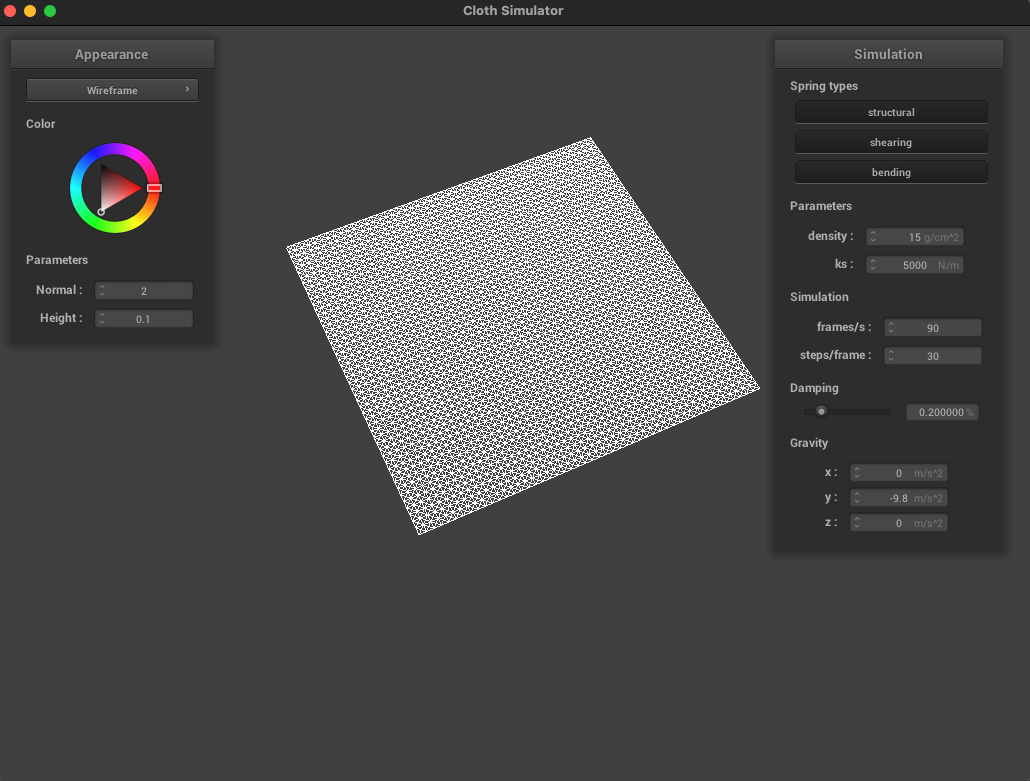 Cloth Simulator
Appearance
Wireframe ›
Color
Parameters
Normal : 2
Height : 0.1
Simulation
Spring types
structural
shearing
bending
Parameters
density : 15 g/cm^2
ks : 5000 N/m
Simulation
frames/s : 90
steps/frame : 30
Damping
0.200000 %
Gravity
x : 0 m/s^2
y : -9.8 m/s^2
z : 0 m/s^2